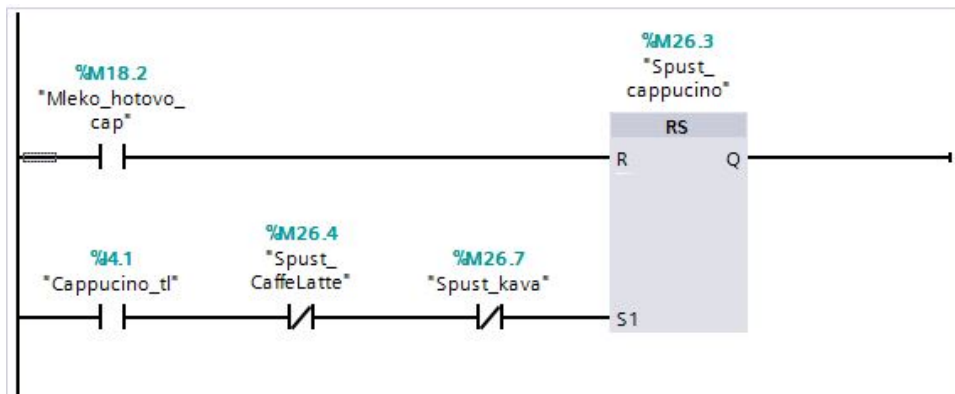 %M26.3
"Spust_
cappucino"
%M18.2
"Mleko_hotovo_
cap"
RS
R
Q
%M26.4
"Spust_
CaffeLatte"
%M26.7
"Spust_kava"
%I4.1
"Cappucino_tl"
S1